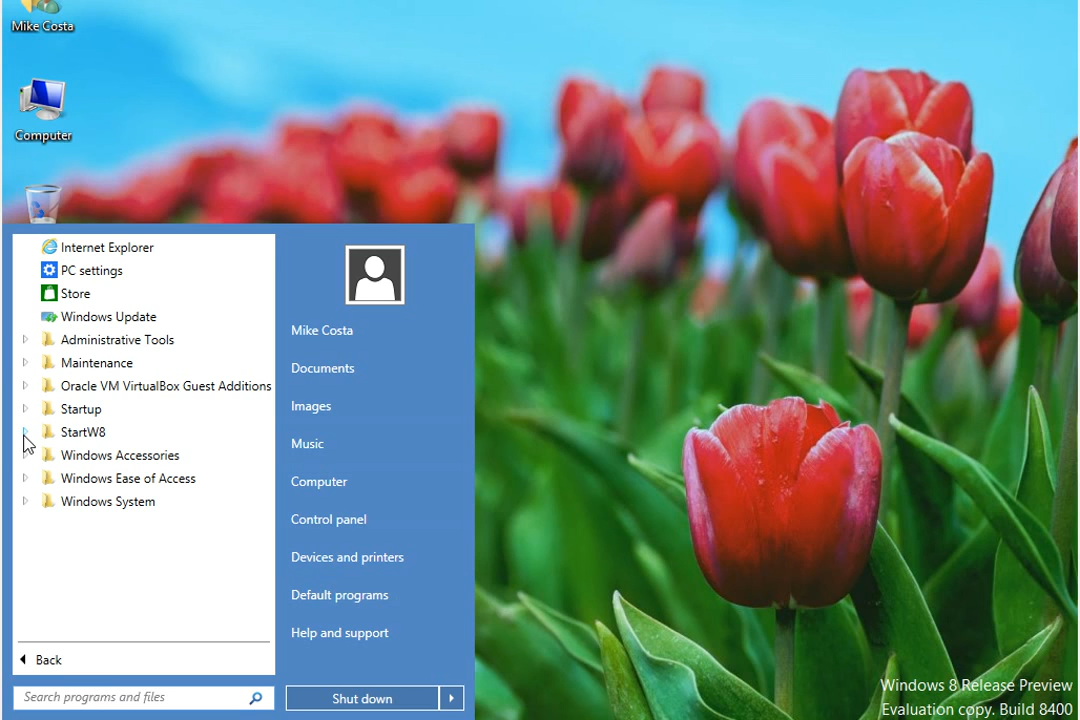 Mike Costa
Computer
Internet Explorer
PC settings
Store
Windows Update
Administrative Tools
Maintenance
Oracle VM VirtualBox Guest Additions
Startup
StartW8
Windows Accessories
Windows Ease of Access
Windows System
Back
Search programs and files
Mike Costa
Documents
Images
Music
Computer
Control panel
Devices and printers
Default programs
Help and support
Shut down
Windows 8 Release Preview
Evaluation copy. Build 8400